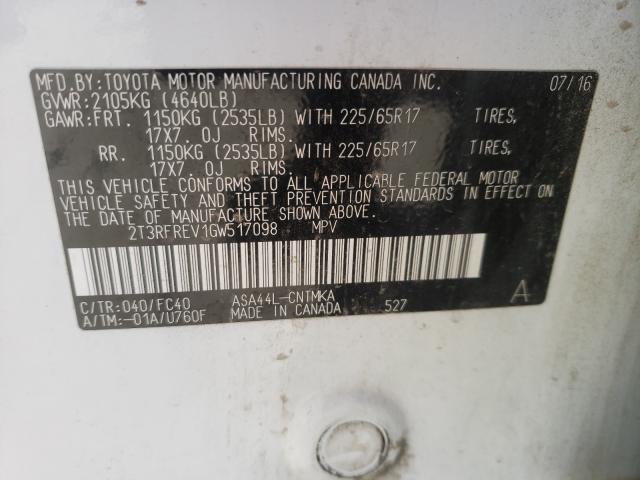 MFD.BY:TOYOTA MOTOR MANUFACTURING CANADA INC. 07/16
GVWR:2105KG (4640LB)
GAWR:FRT. 1150KG (2535LB) WITH 225/65R17 TIRES,
17X7.0J RIMS.
RR. 1150KG (2535LB) WITH 225/65R17 TIRES,
17X7.0J RIMS.
THIS VEHICLE CONFORMS TO ALL APPLICABLE FEDERAL MOTOR
VEHICLE SAFETY AND THEFT PREVENTION STANDARDS IN EFFECT ON
THE DATE OF MANUFACTURE SHOWN ABOVE.
2T3RFREV1GW517098 MPV
C/TR:040/FC40 ASA44L-CNTMKA A
A/TM:-01A/U760F MADE IN CANADA 527